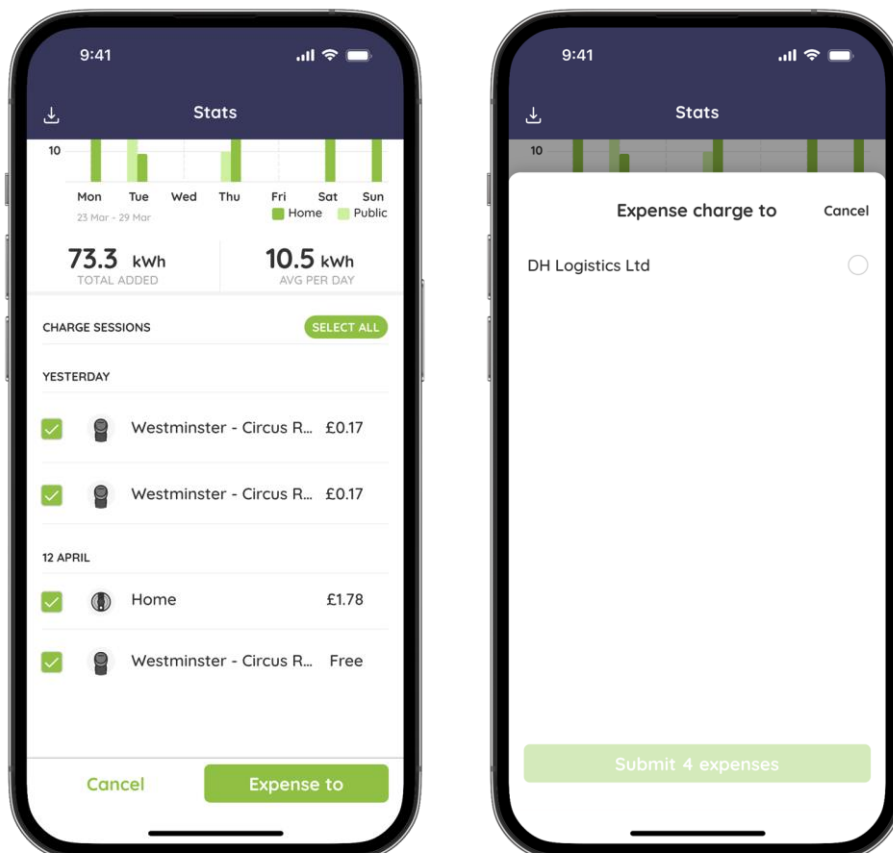 9:41
Stats
10
Mon Tue Wed Thu Fri Sat Sun
23 Mar - 29 Mar
Home Public
73.3 kWh 10.5 kWh
TOTAL ADDED AVG PER DAY
CHARGE SESSIONS SELECT ALL
YESTERDAY
Westminster - Circus R... £0.17
Westminster - Circus R... £0.17
12 APRIL
Home £1.78
Westminster - Circus R... Free
Cancel Expense to
9:41
Stats
10
Expense charge to Cancel
DH Logistics Ltd
Submit 4 expenses